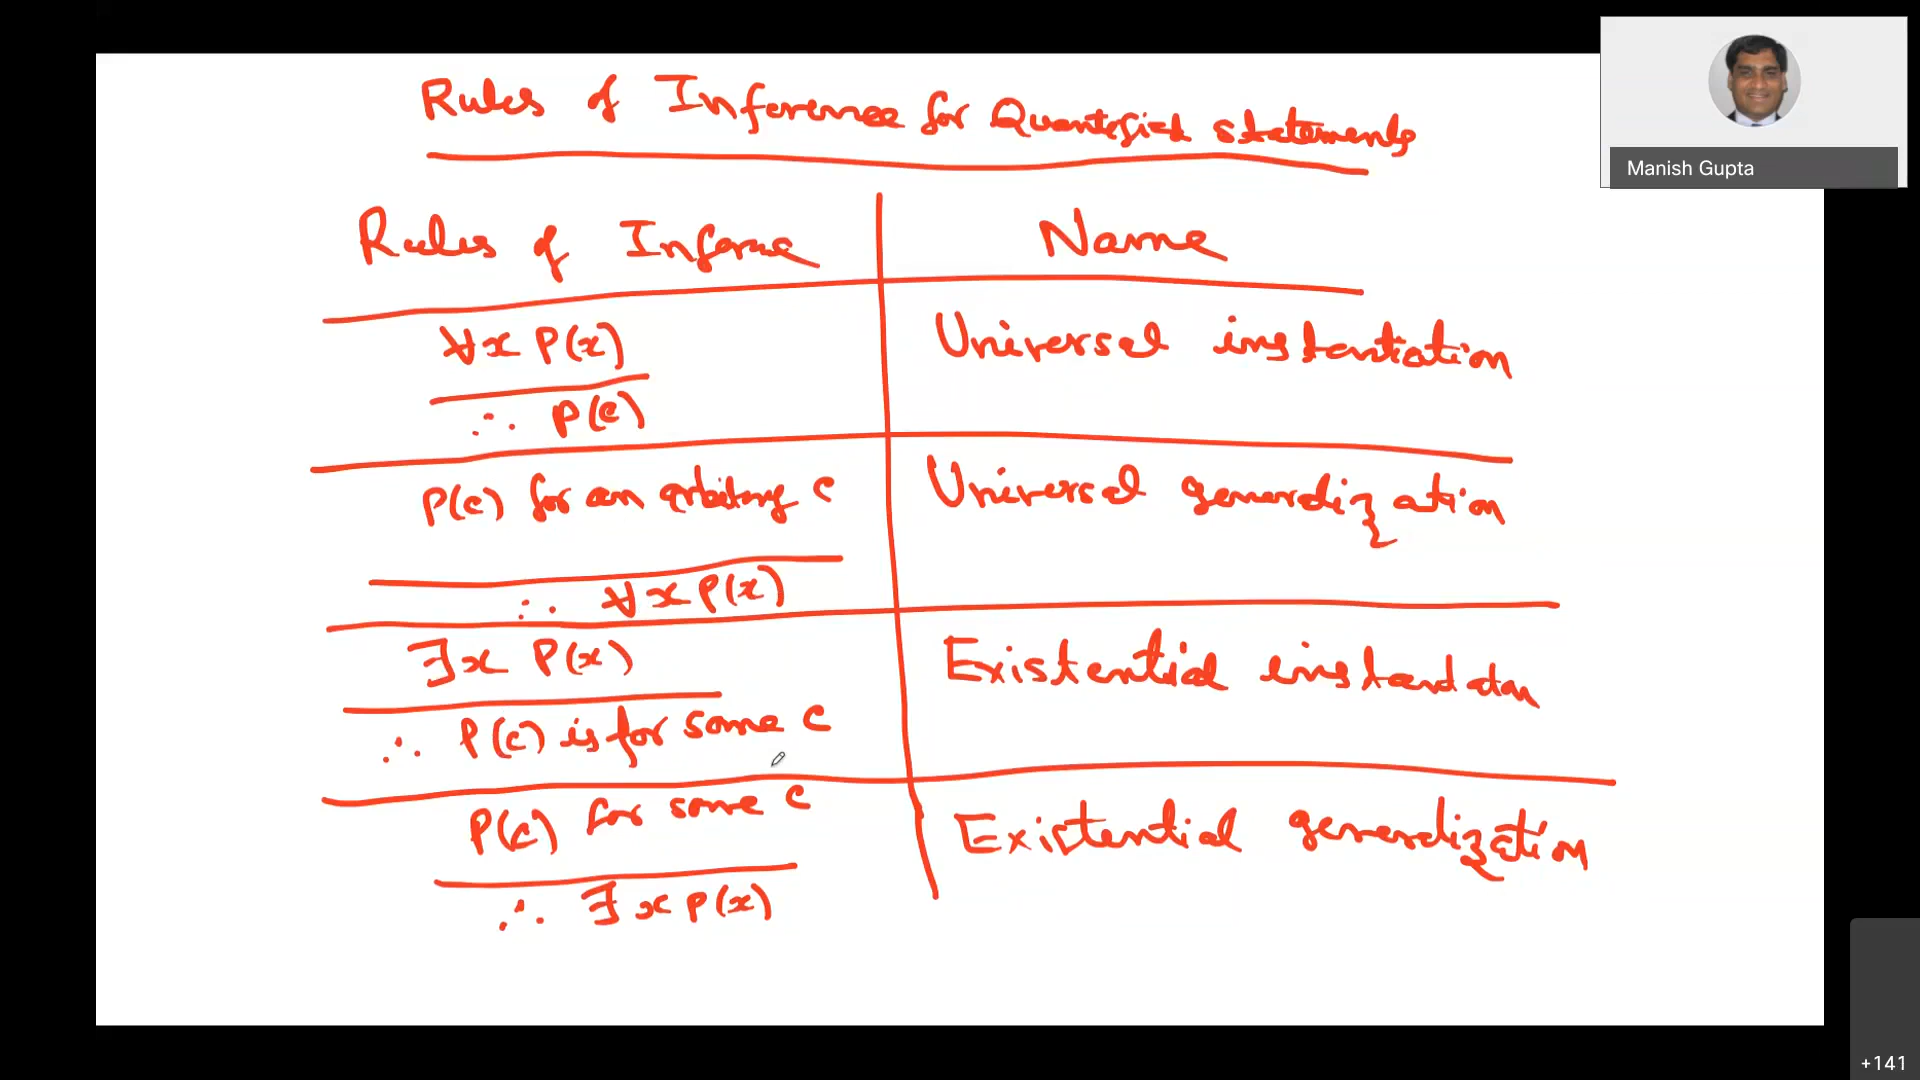 Rules of Inference for Quantified statements
Rules of Inference Name
∀x P(x) Universal instantiation
∴ P(c)
P(c) for an arbitrary c Universal generalization
∴ ∀x P(x)
∃x P(x) Existential instantiation
∴ P(c) is for some c
P(c) for some c Existential generalization
∴ ∃x P(x)
Manish Gupta
+141